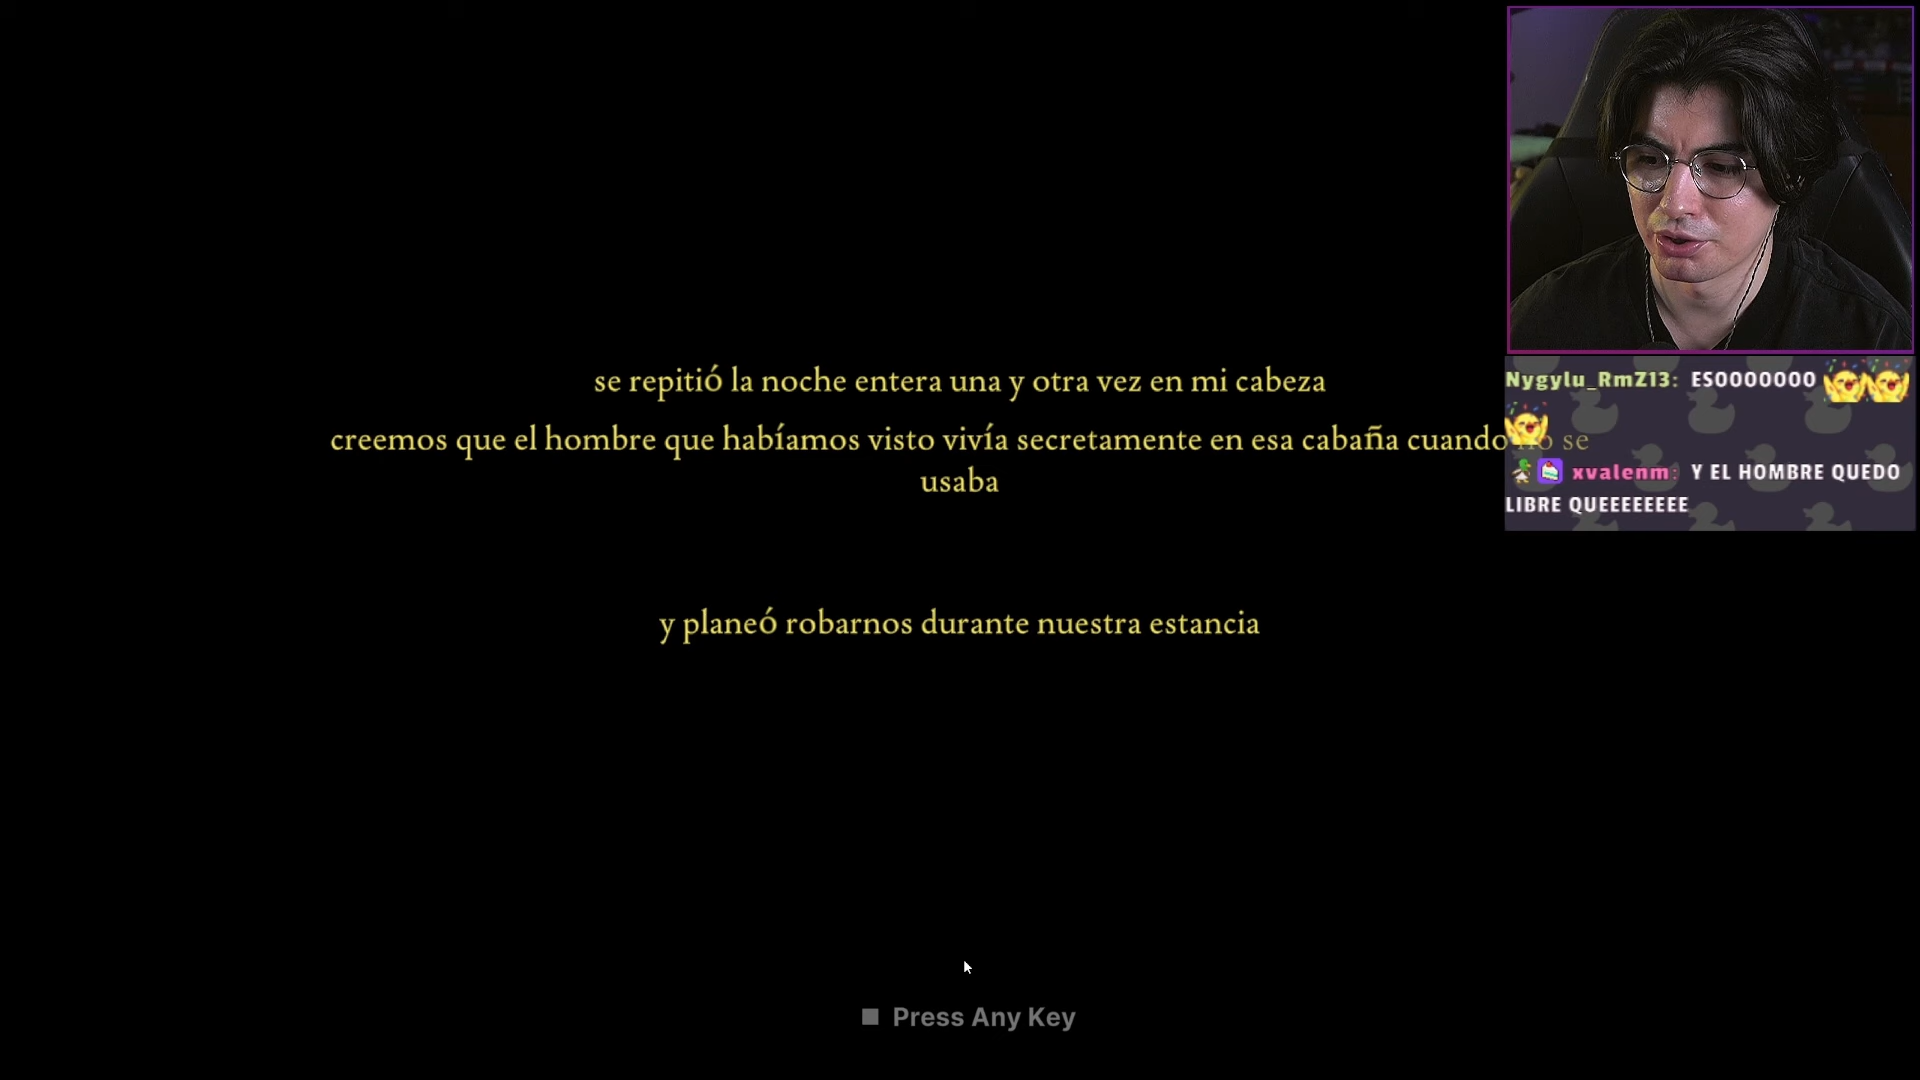 se repitió la noche entera una y otra vez en mi cabeza
creemos que el hombre que habíamos visto vivía secretamente en esa cabaña cuando no se
usaba
y planeó robarnos durante nuestra estancia
Press Any Key
Nygylu_RmZ13: ESOOOOOOO
xvalenm: Y EL HOMBRE QUEDO
LIBRE QUEEEEEEEE